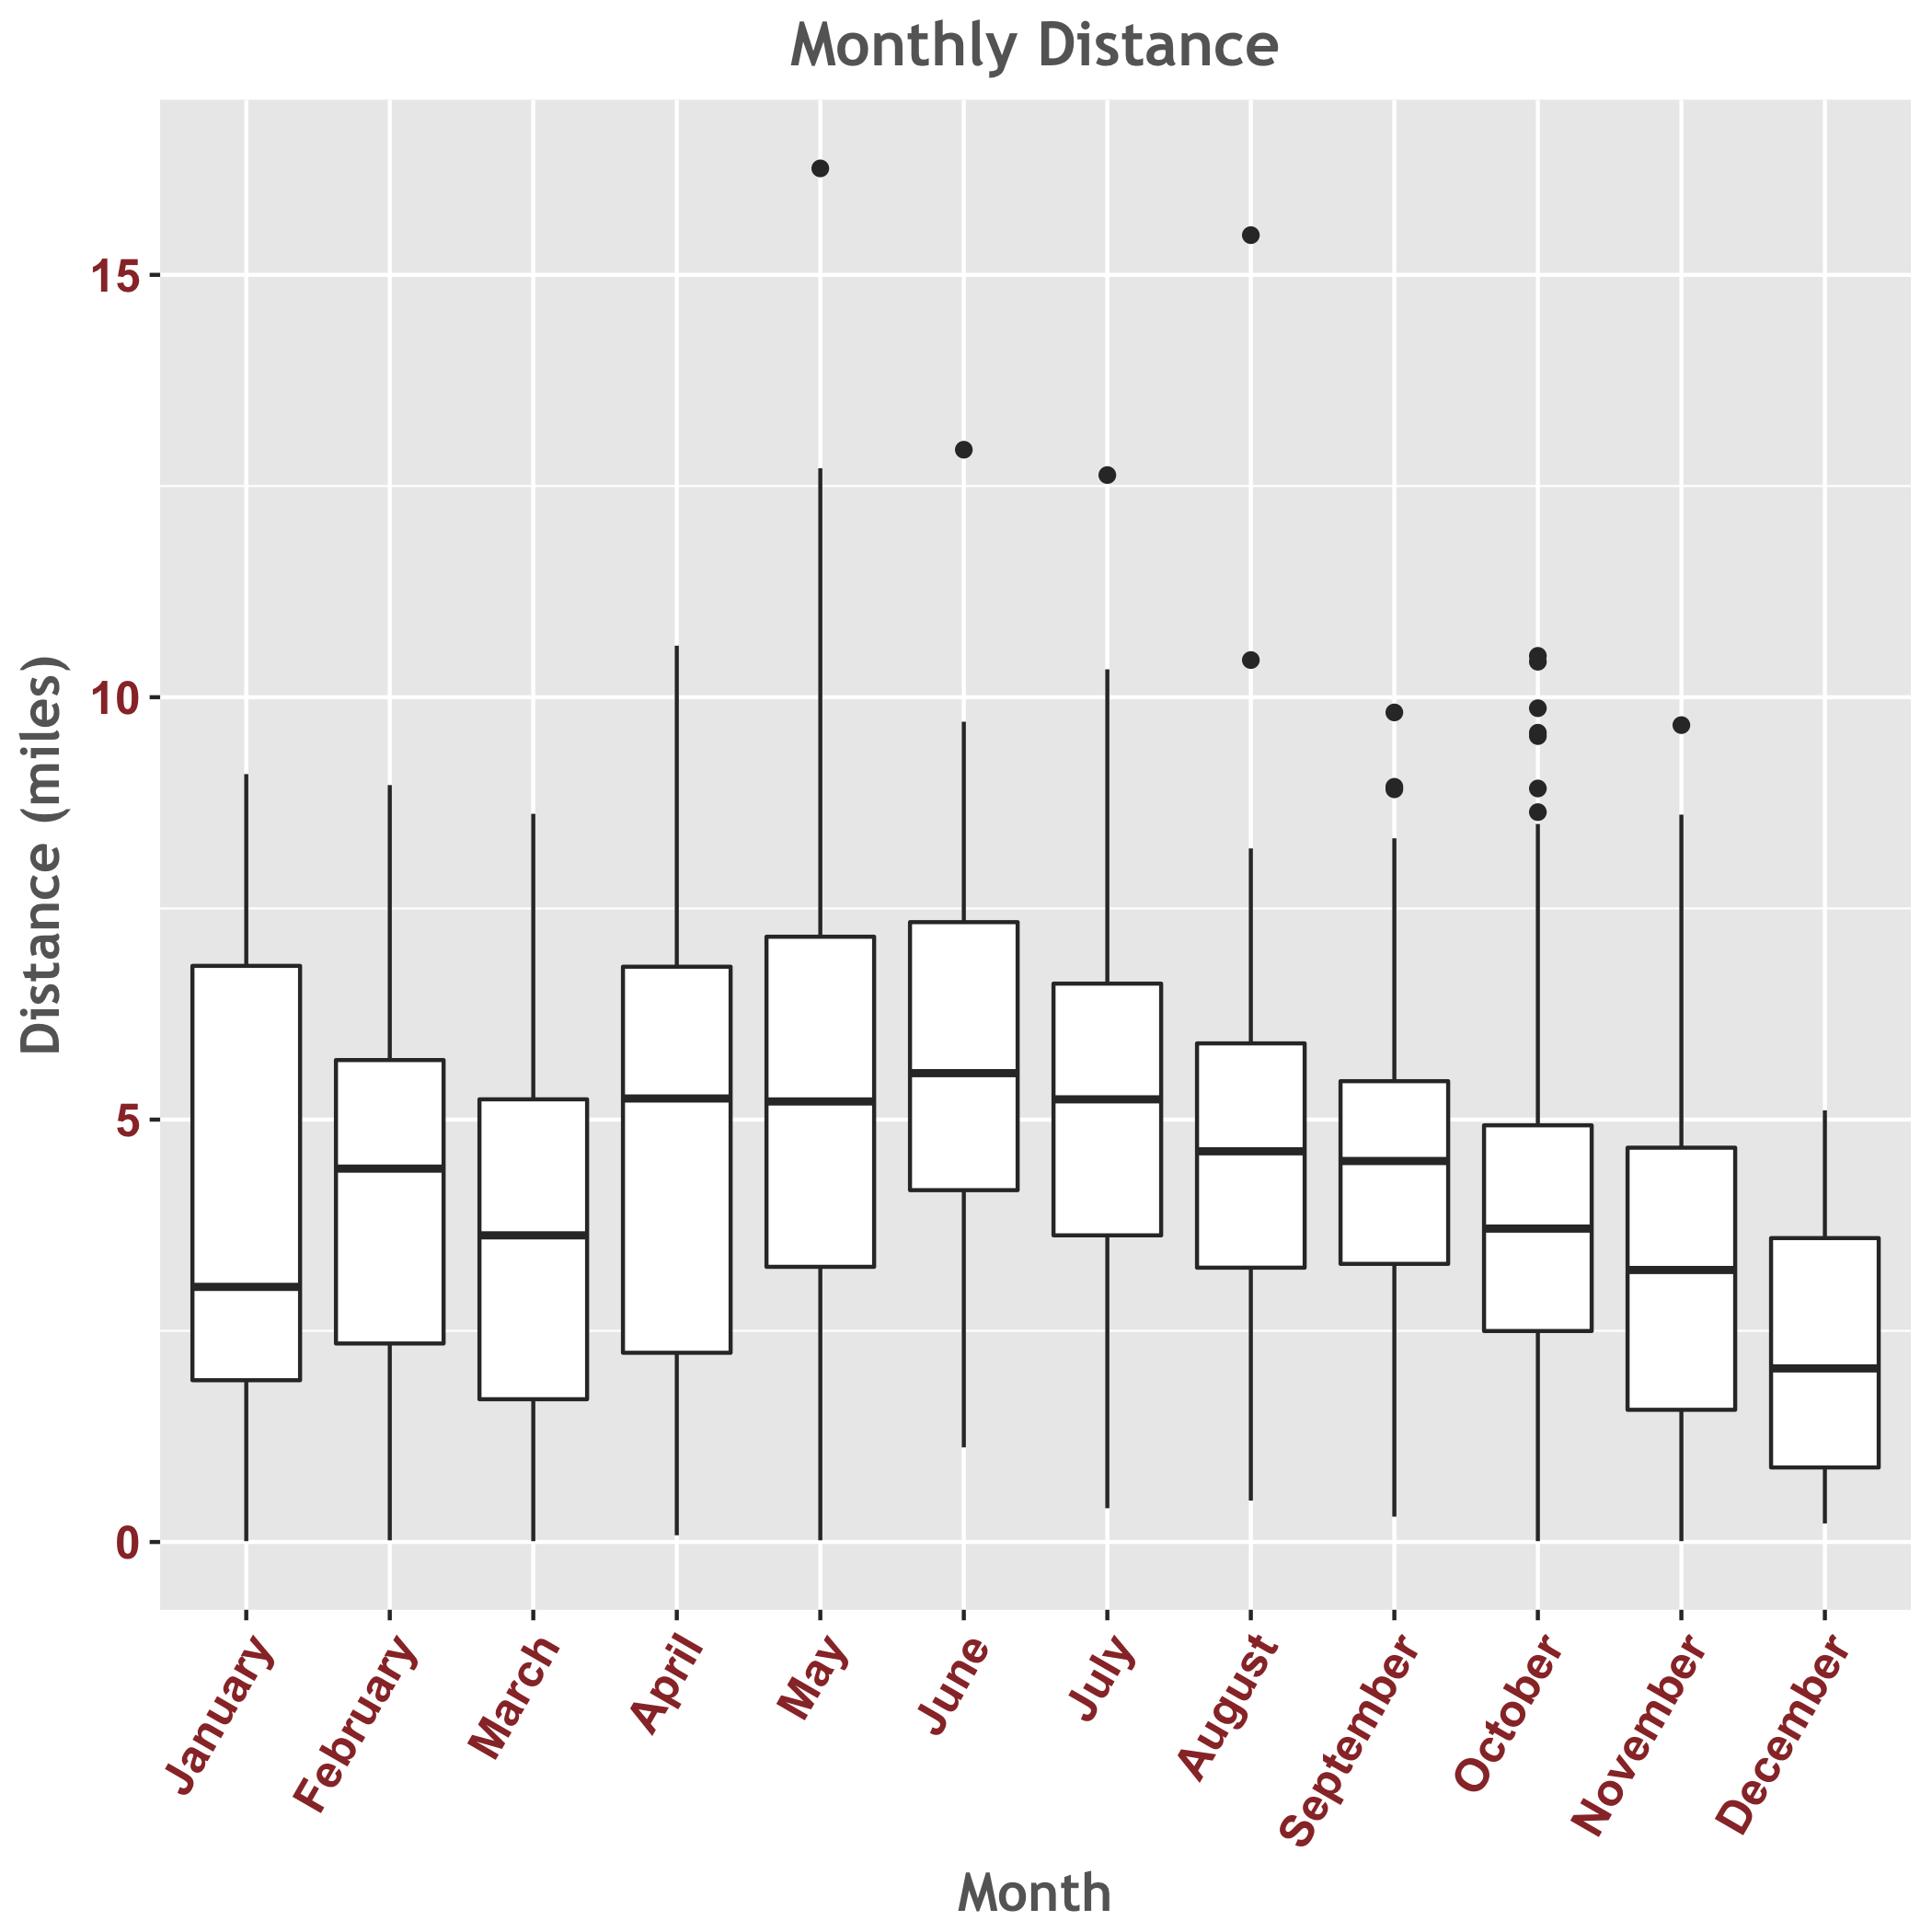 Monthly Distance
Distance (miles)
15
10
5
0
January
February
March
April
May
June
July
August
September
October
November
December
Month